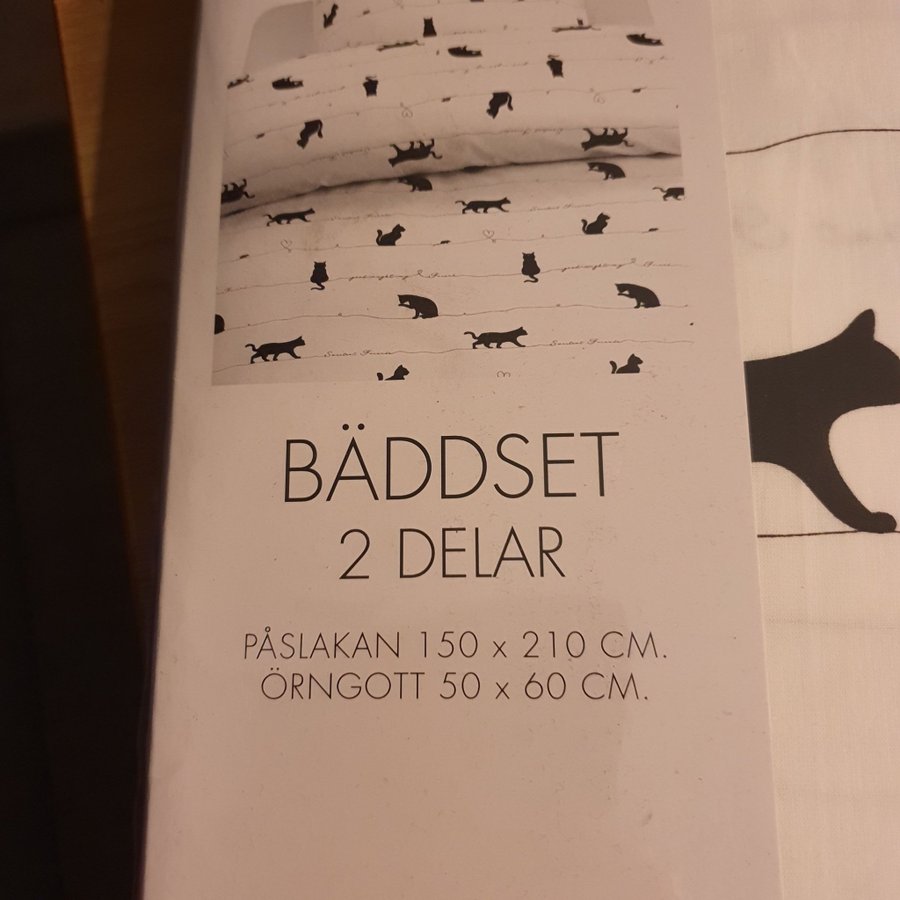 BÄDDSET
2 DELAR
PÅSLAKAN 150 x 210 CM.
ÖRNGOTT 50 x 60 CM.